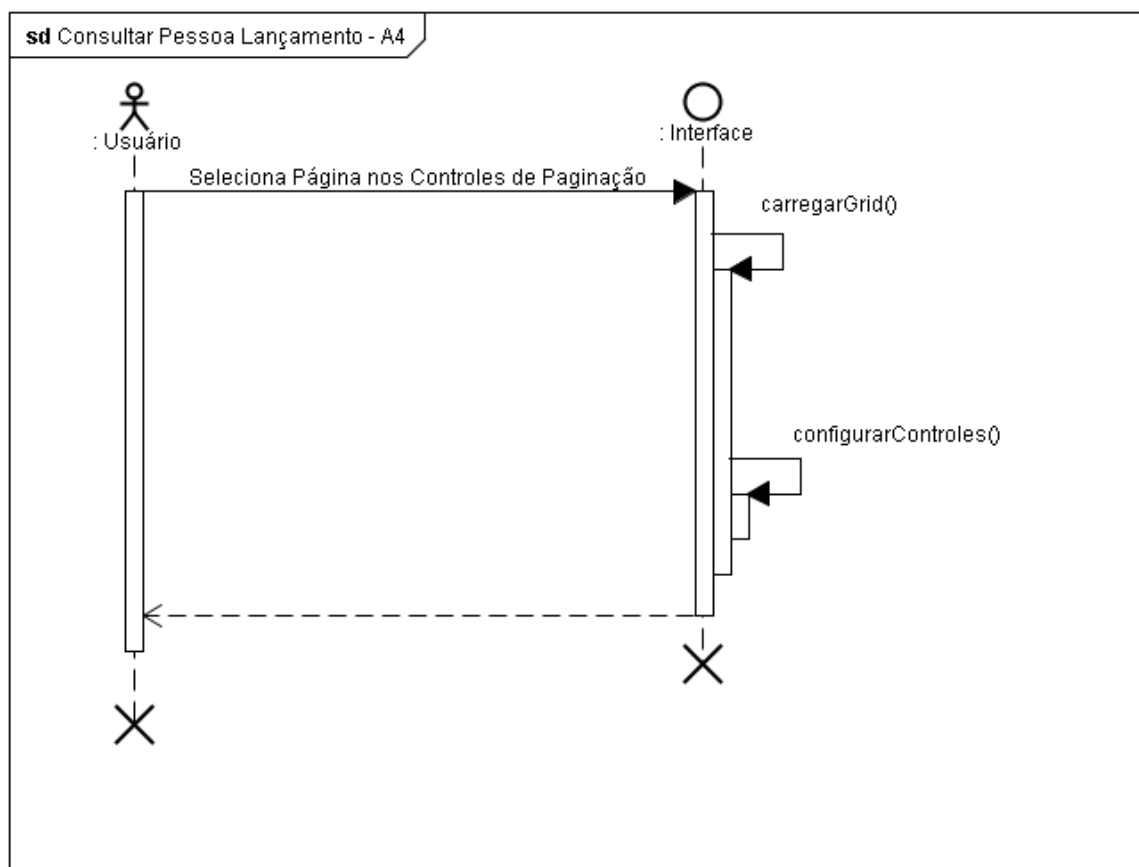 sd Consultar Pessoa Lançamento - A4
: Usuário
: Interface
Seleciona Página nos Controles de Paginação
carregarGrid()
configurarControles()